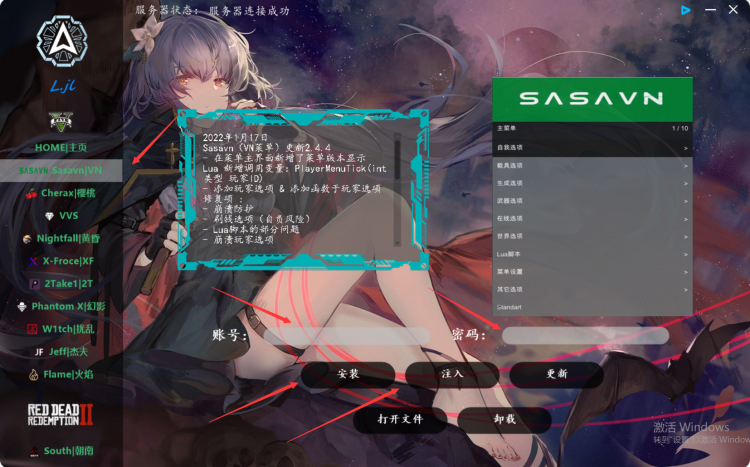 服务器状态: 服务器连接成功
L.jl
HOME|主页
SASAVN Sasavn|VN
Cherax|樱桃
VVS
Nightfall|黄昏
X-Froce|XF
2Take1|2T
Phantom X|幻影
W1tch|扰乱
JF Jeff|杰夫
Flame|火焰
RED DEAD
REDEMPTION II
South|朝南
2022年1月17日
Sasavn (VN菜单) 更新2.4.4
- 在菜单主界面新增了菜单版本显示
Lua 新增调用变量: PlayerMenuTick(int
类型 玩家ID)
- 添加玩家选项 & 添加函数于玩家选项
修复项 :
- 崩溃防护
- 刷钱选项 (自负风险)
- Lua脚本的部分问题
- 崩溃玩家选项
SASAVN
主菜单 1 / 10
自我选项 >
载具选项 >
生成选项 >
武器选项 >
在线选项 >
世界选项 >
Lua脚本 >
菜单设置 >
其它选项 >
Standart
账号: 密码:
安装 注入 更新
打开文件 卸载
激活 Windows
转到"设置"以激活 Window